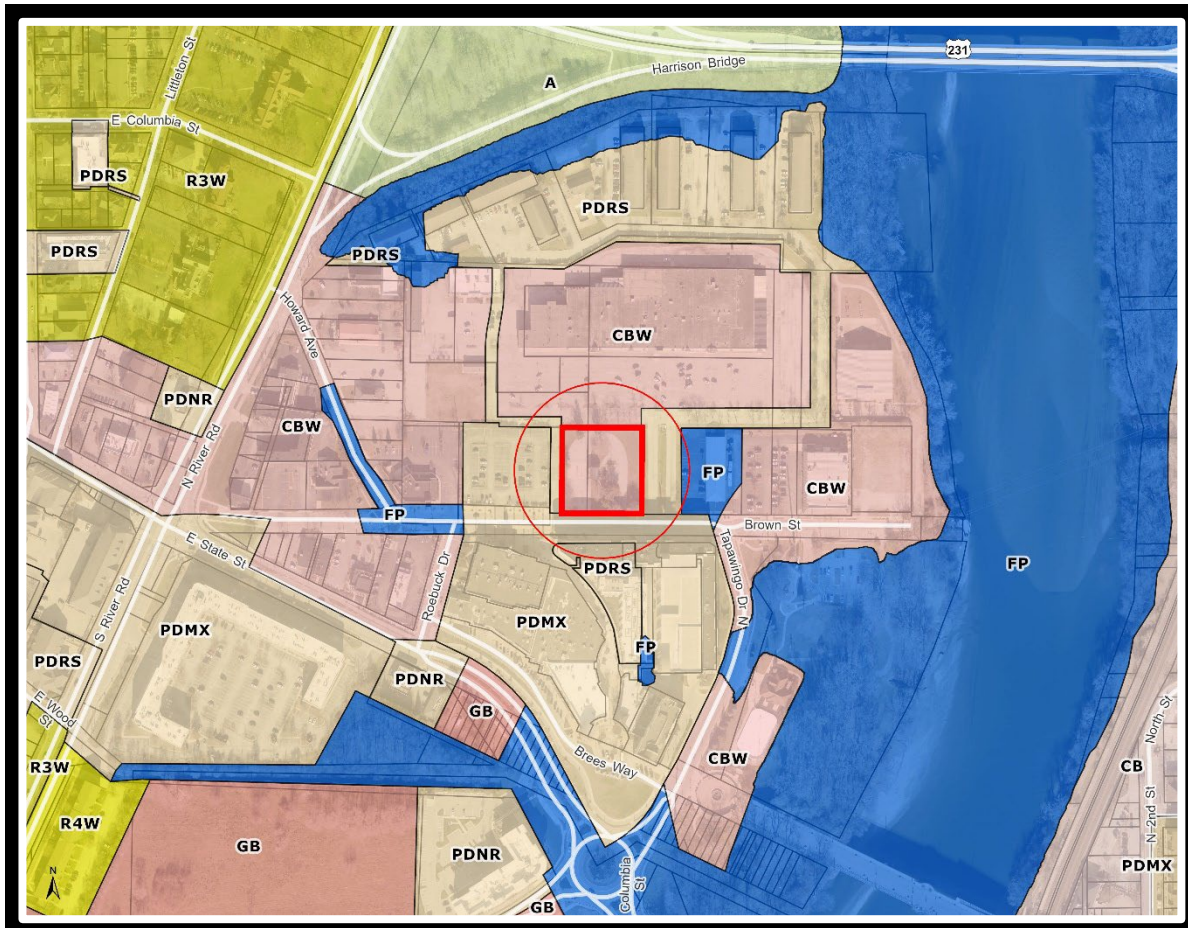 231
Harrison Bridge
A
Littleton St
E Columbia St
PDRS
R3W
PDRS
PDRS
PDRS
Howard Ave
CBW
PDNR
CBW
N River Rd
FP
CBW
FP
Brown St
E State St
Roebuck Dr
PDRS
Tapawingo Dr N
FP
S River Rd
PDMX
PDMX
FP
PDRS
PDNR
E Wood
St
GB
Brees Way
CBW
R3W
CB
North St
R4W
GB
PDNR
N 2nd St
PDMX
N
Columbia
St
GB